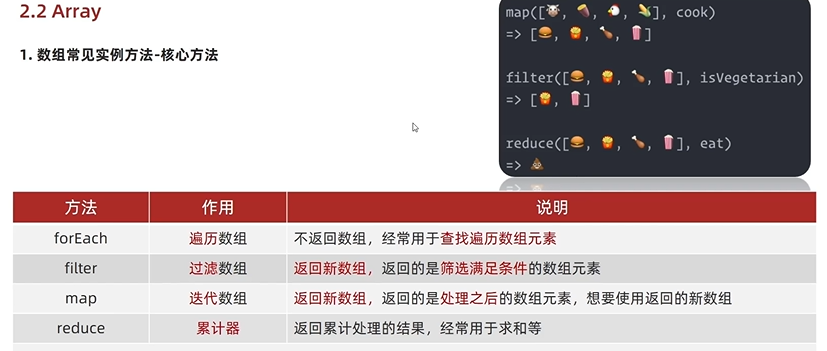 2.2 Array
1. 数组常见实例方法-核心方法
map([🐮, 🍠, 🐔, 🌽], cook)
=> [🍔, 🍟, 🍗, 🍿]
filter([🍔, 🍟, 🍗, 🍿], isVegetarian)
=> [🍟, 🍿]
reduce([🍔, 🍟, 🍗, 🍿], eat)
=> 💩
方法 作用 说明
forEach 遍历数组 不返回数组，经常用于查找遍历数组元素
filter 过滤数组 返回新数组，返回的是筛选满足条件的数组元素
map 迭代数组 返回新数组，返回的是处理之后的数组元素，想要使用返回的新数组
reduce 累计器 返回累计处理的结果，经常用于求和等